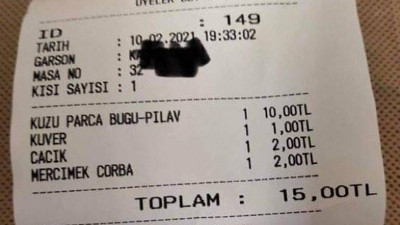 ID : 149
TARIH : 10-02.2021 19:33:02
GARSON :
MASA NO : 32
KISI SAYISI : 1
KUZU PARCA BUGU-PILAV 1 10,00TL
KUVER 1 1,00TL
CACIK 1 2,00TL
MERCIMEK CORBA 1 2,00TL
TOPLAM : 15,00TL